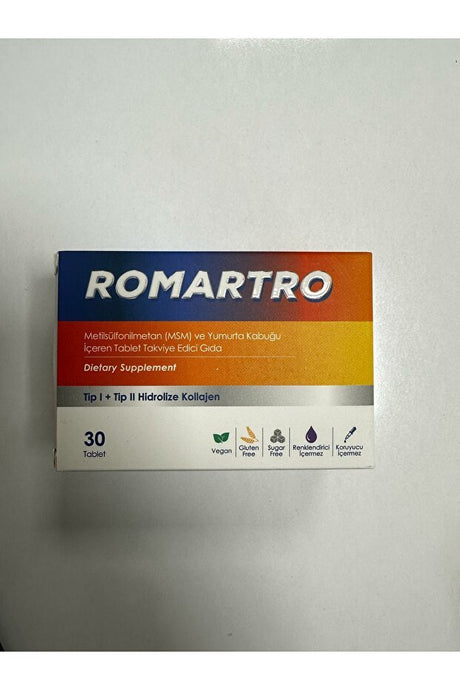 ROMARTRO
Metilsülfonilmetan (MSM) ve Yumurta Kabuğu
İçeren Tablet Takviye Edici Gıda
Dietary Supplement
Tip I + Tip II Hidrolize Kollajen
30
Tablet
Vegan
Gluten
Free
Sugar
Free
Renklendirici
İçermez
Koruyucu
İçermez